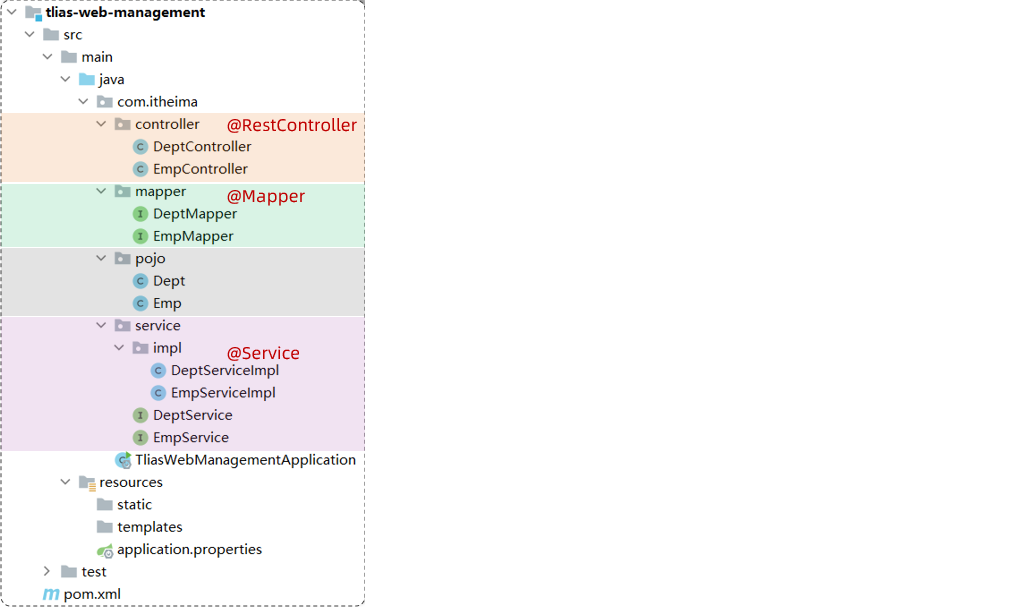 tlias-web-management
src
main
java
com.itheima
controller @RestController
DeptController
EmpController
mapper @Mapper
DeptMapper
EmpMapper
pojo
Dept
Emp
service
impl @Service
DeptServiceImpl
EmpServiceImpl
DeptService
EmpService
TliasWebManagementApplication
resources
static
templates
application.properties
test
pom.xml